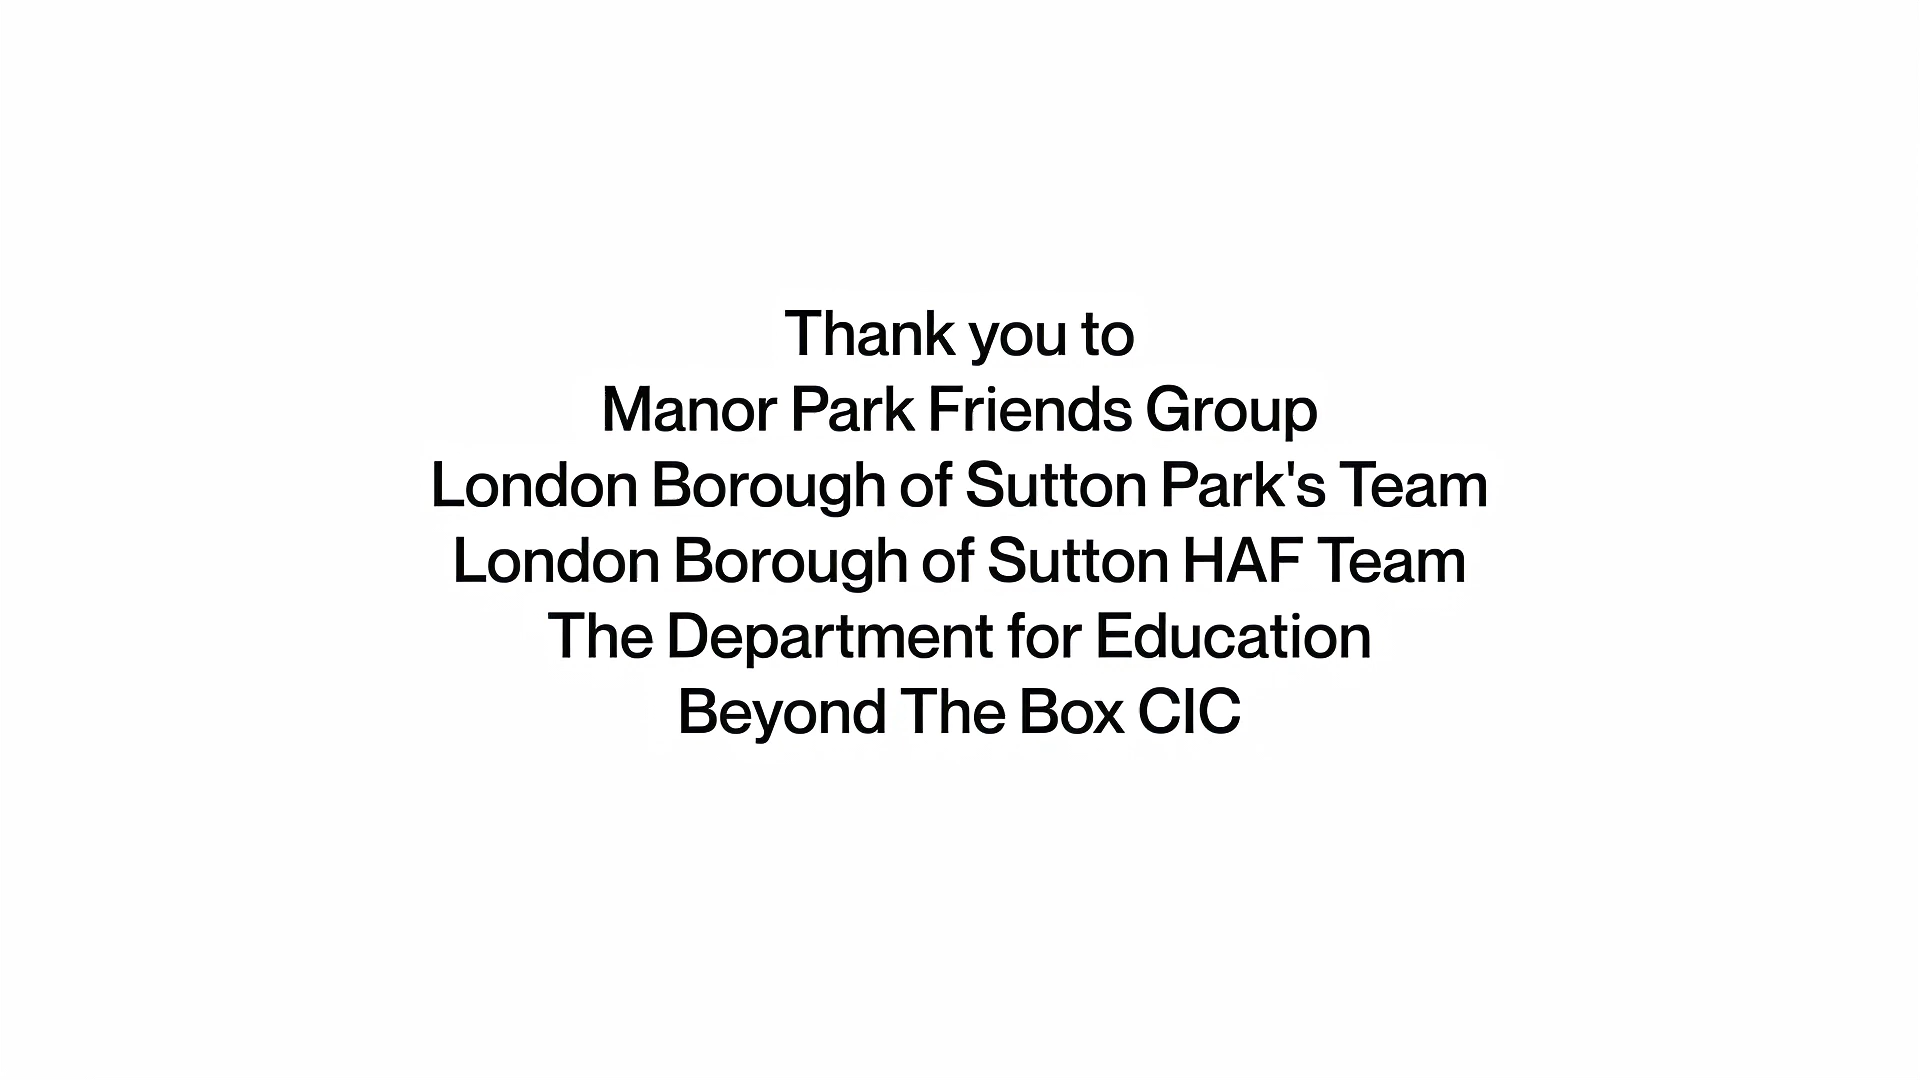 Thank you to
Manor Park Friends Group
London Borough of Sutton Park's Team
London Borough of Sutton HAF Team
The Department for Education
Beyond The Box CIC